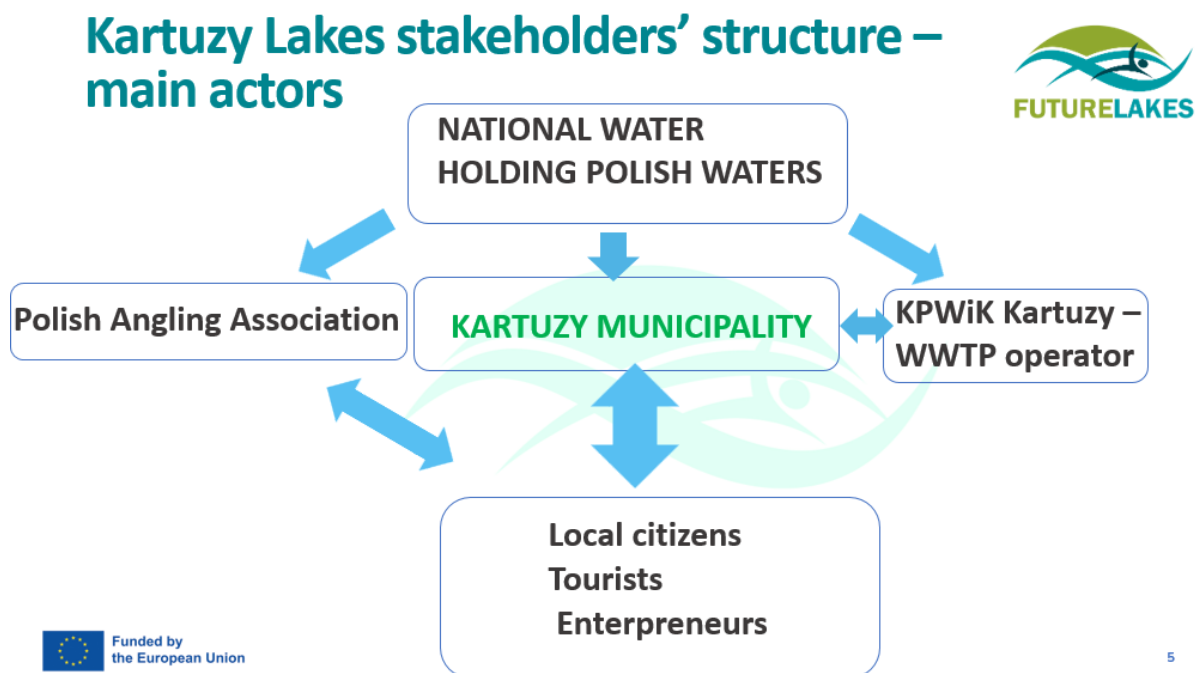 Kartuzy Lakes stakeholders’ structure –
main actors
FUTURELAKES
NATIONAL WATER
HOLDING POLISH WATERS
Polish Angling Association
KARTUZY MUNICIPALITY
KPWiK Kartuzy –
WWTP operator
Local citizens
Tourists
Enterpreneurs
Funded by
the European Union
5